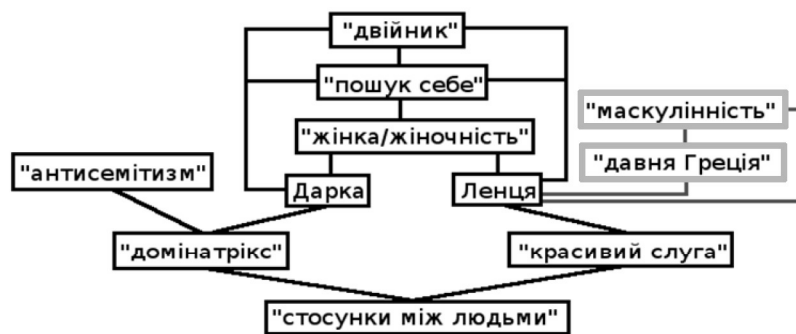 "двійник"
"пошук себе"
"маскулінність"
"жінка/жіночність"
"антисемітизм"
"давня Греція"
Дарка
Ленця
"домінатрікс"
"красивий слуга"
"стосунки між людьми"